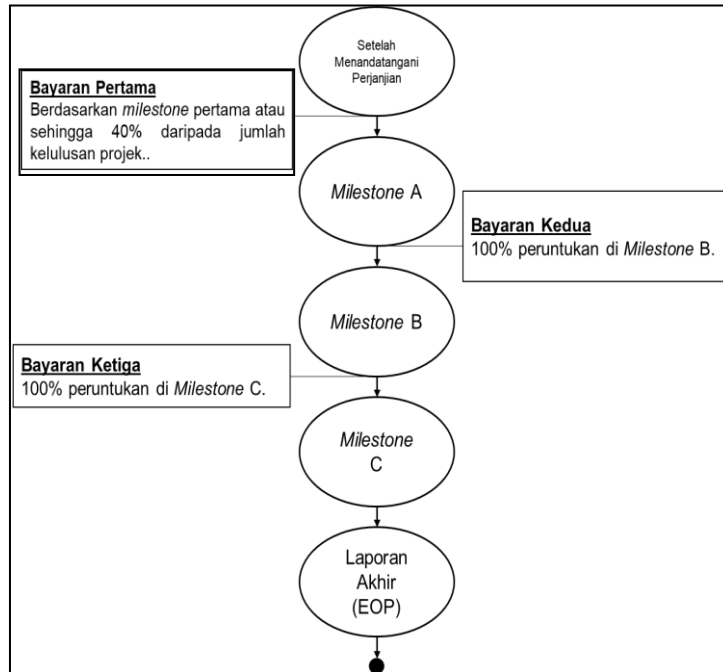 Setelah
Menandatangani
Perjanjian
Bayaran Pertama
Berdasarkan milestone pertama atau
sehingga 40% daripada jumlah
kelulusan projek..
Milestone A
Bayaran Kedua
100% peruntukan di Milestone B.
Milestone B
Bayaran Ketiga
100% peruntukan di Milestone C.
Milestone
C
Laporan
Akhir
(EOP)